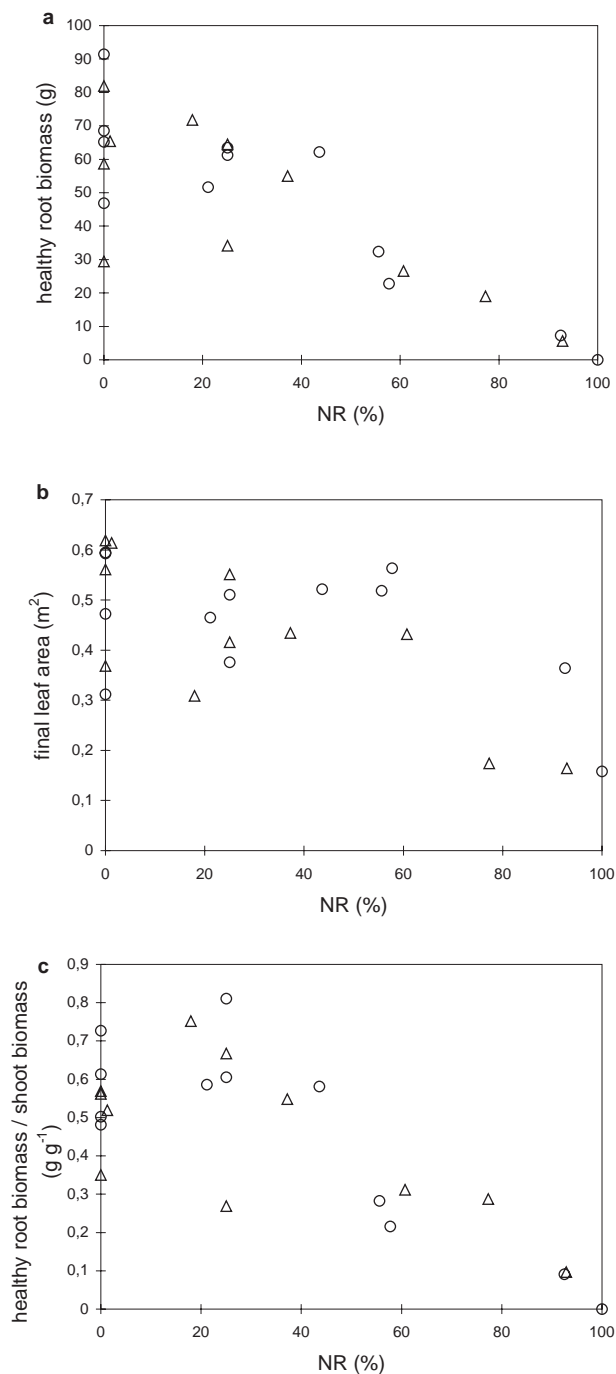 a
100
90
80
70
60
50
40
30
20
10
0
healthy root biomass (g)
0 20 40 60 80 100
NR (%)
b
0,7
0,6
0,5
0,4
0,3
0,2
0,1
0
final leaf area (m²)
0 20 40 60 80 100
NR (%)
c
0,9
0,8
0,7
0,6
0,5
0,4
0,3
0,2
0,1
0
healthy root biomass / shoot biomass
(g g⁻¹)
0 20 40 60 80 100
NR (%)